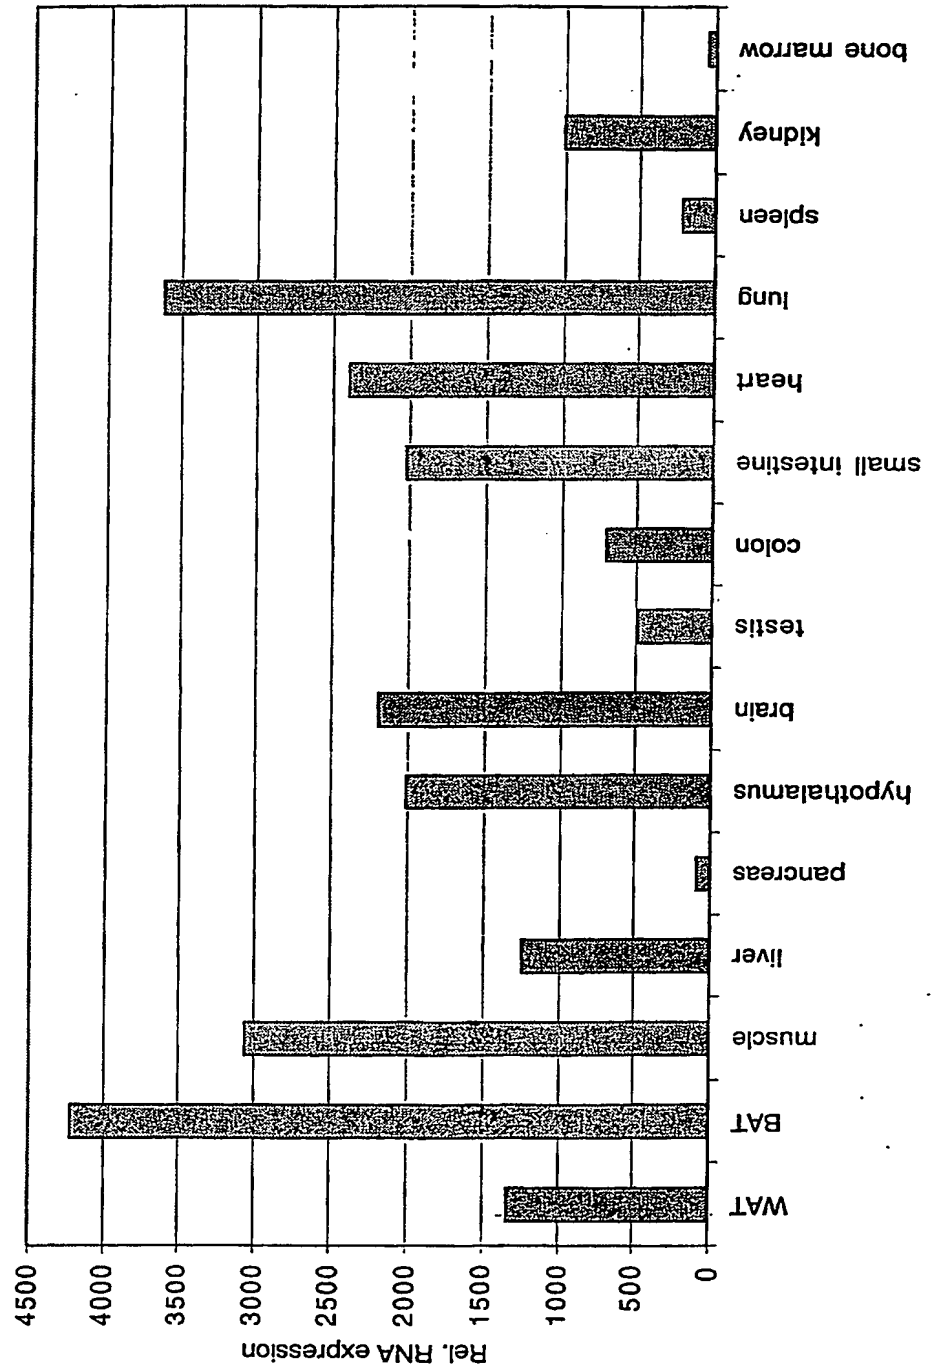 Rel. RNA expression
4500
4000
3500
3000
2500
2000
1500
1000
500
0
WAT
BAT
muscle
liver
pancreas
hypothalamus
brain
testis
colon
small intestine
heart
lung
spleen
kidney
bone marrow